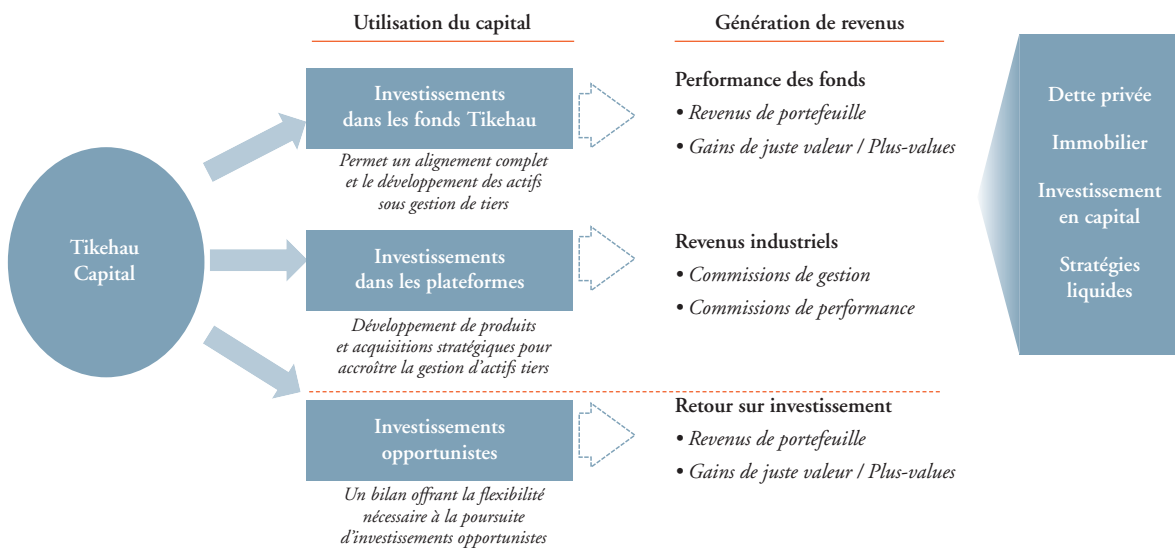 Utilisation du capital
Génération de revenus
Tikehau
Capital
Investissements
dans les fonds Tikehau
Permet un alignement complet
et le développement des actifs
sous gestion de tiers
Performance des fonds
• Revenus de portefeuille
• Gains de juste valeur / Plus-values
Investissements
dans les plateformes
Développement de produits
et acquisitions stratégiques pour
accroître la gestion d'actifs tiers
Revenus industriels
• Commissions de gestion
• Commissions de performance
Investissements
opportunistes
Un bilan offrant la flexibilité
nécessaire à la poursuite
d'investissements opportunistes
Retour sur investissement
• Revenus de portefeuille
• Gains de juste valeur / Plus-values
Dette privée
Immobilier
Investissement
en capital
Stratégies
liquides